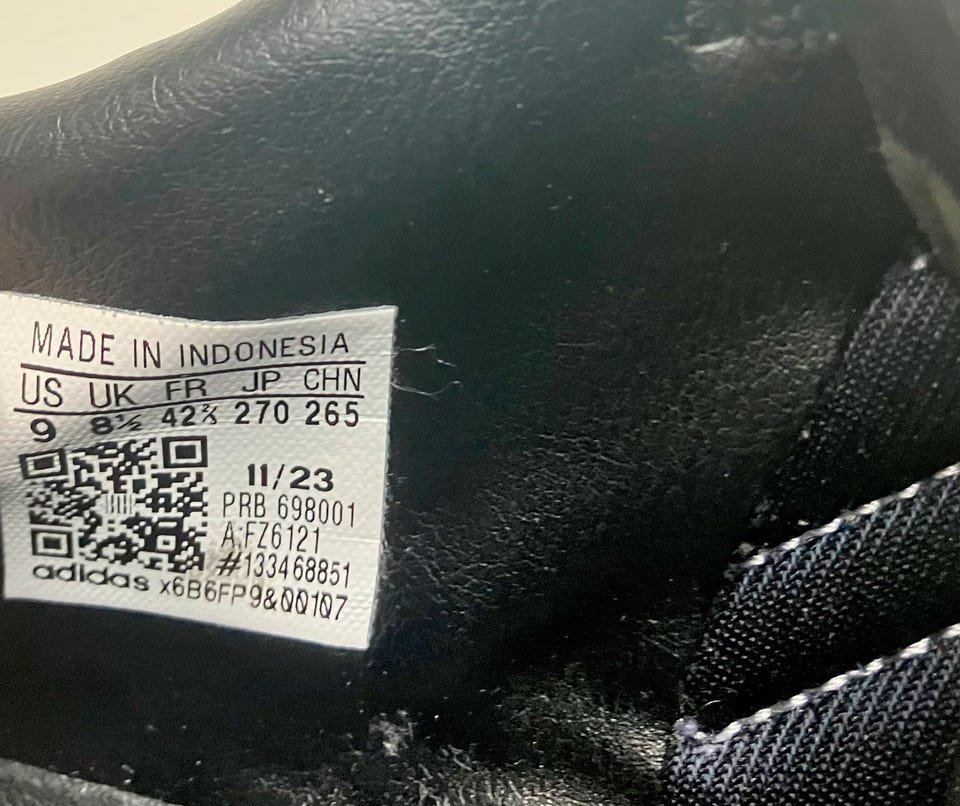 MADE IN INDONESIA
US UK FR JP CHN
9 8½ 42⅔ 270 265
11/23
PRB 698001
A:FZ6121
#133468851
adidas x6B6FP9&00107